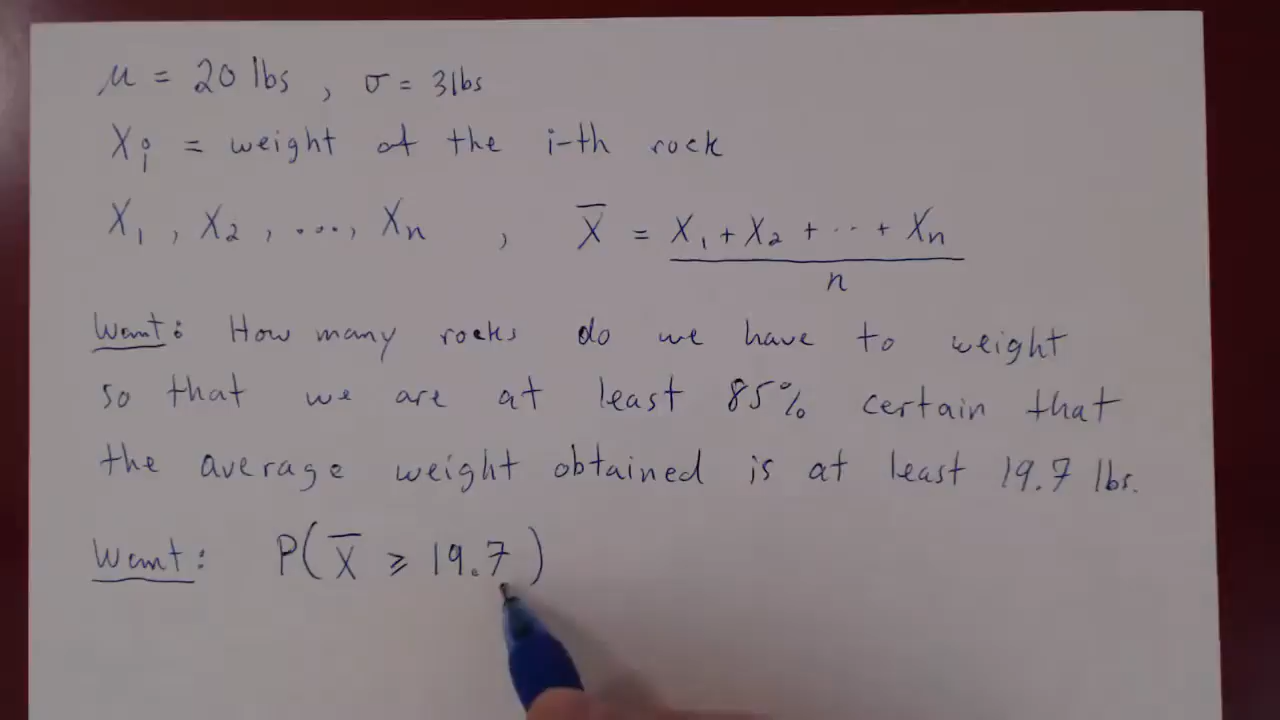 μ = 20 lbs , σ = 3 lbs
Xi = weight of the i-th rock
X1 , X2 , ...., Xn , X̄ = X1 + X2 + ... + Xn
n
Want: How many rocks do we have to weight
so that we are at least 85% certain that
the average weight obtained is at least 19.7 lbs.
Want: P(X̄ ≥ 19.7)